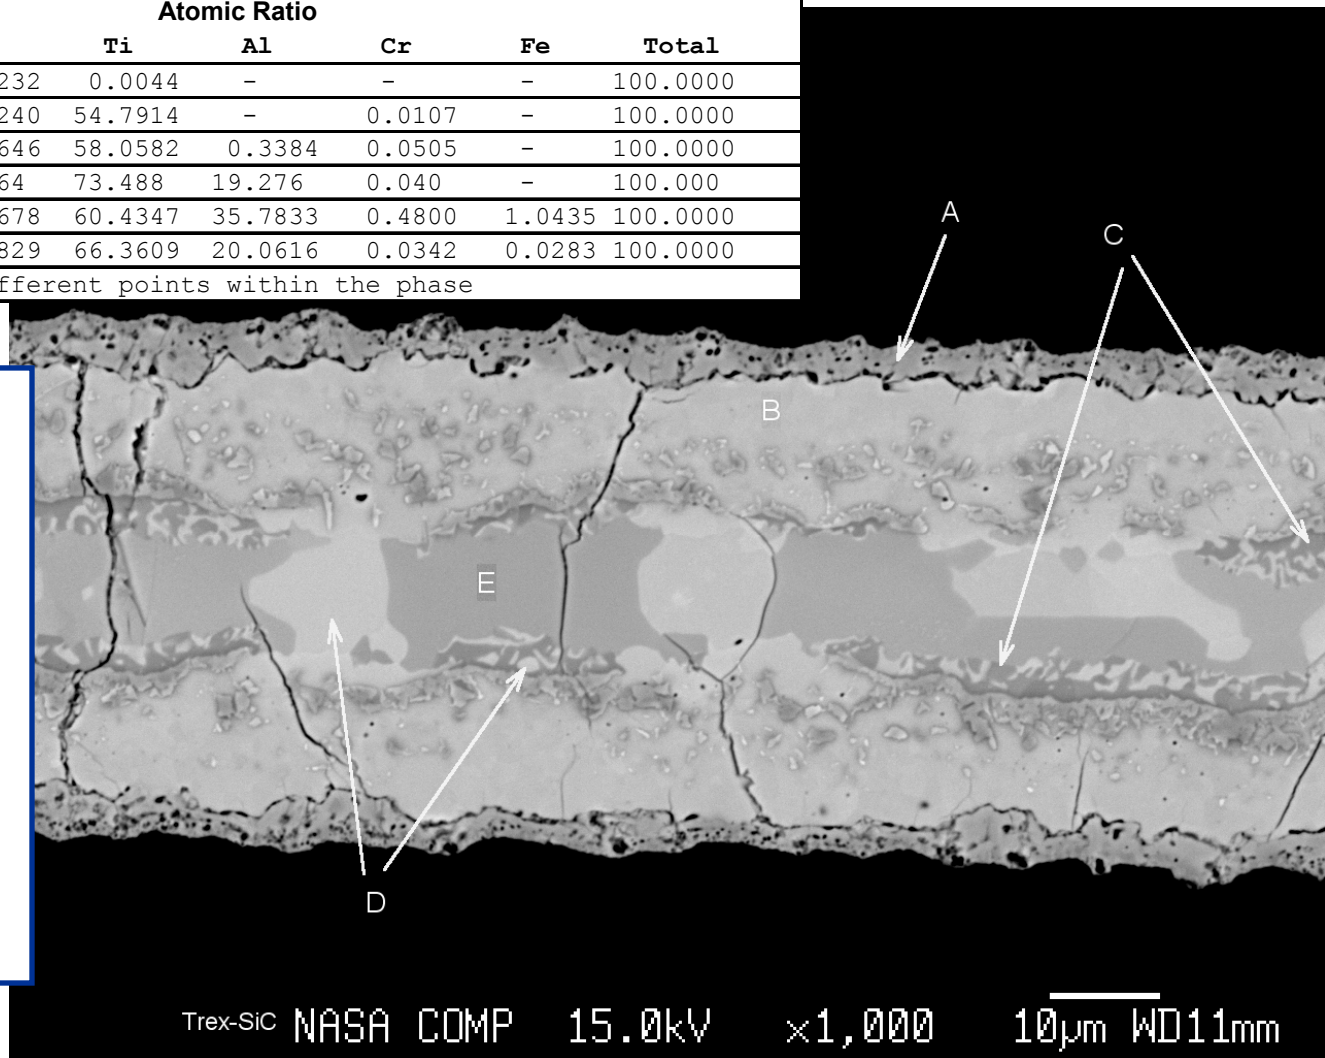 Atomic Ratio
Ti Al Cr Fe Total
232 0.0044 - - - 100.0000
240 54.7914 - 0.0107 - 100.0000
646 58.0582 0.3384 0.0505 - 100.0000
64 73.488 19.276 0.040 - 100.000
678 60.4347 35.7833 0.4800 1.0435 100.0000
829 66.3609 20.0616 0.0342 0.0283 100.0000
fferent points within the phase
A
C
B
E
D
Trex-SiC NASA COMP 15.0kV x1,000 10µm WD11mm